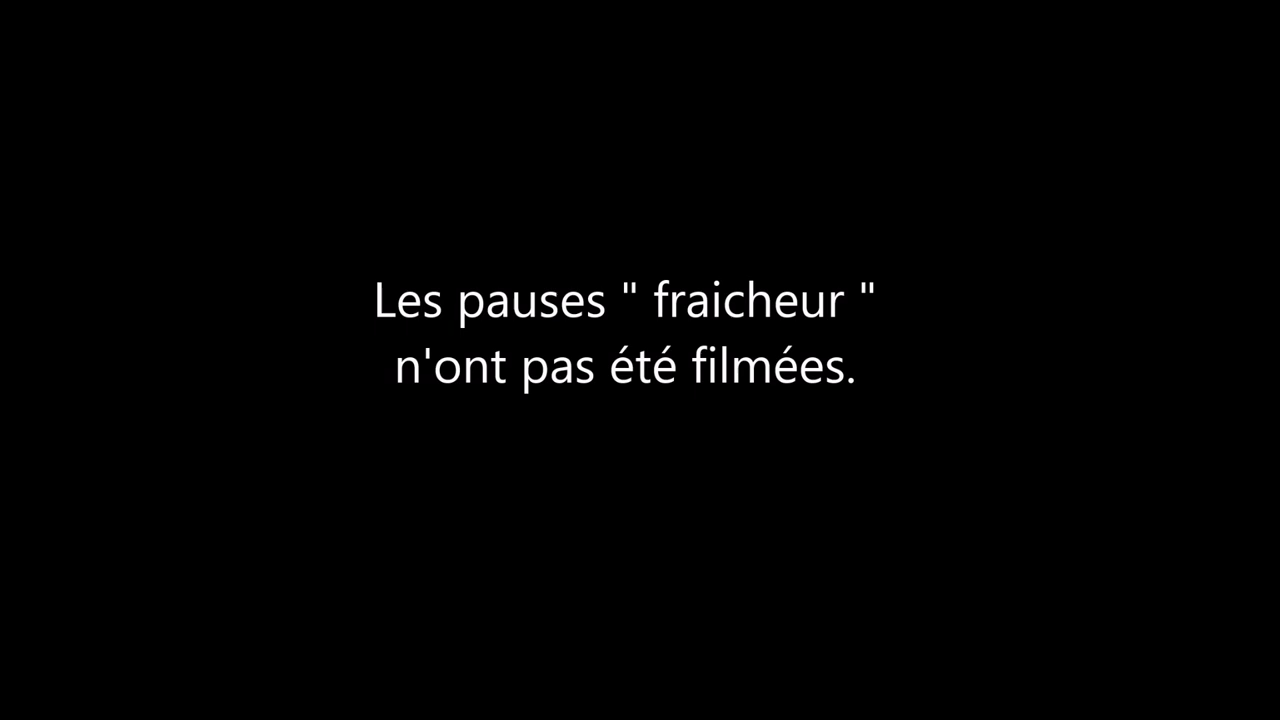 Les pauses " fraicheur "
n'ont pas été filmées.